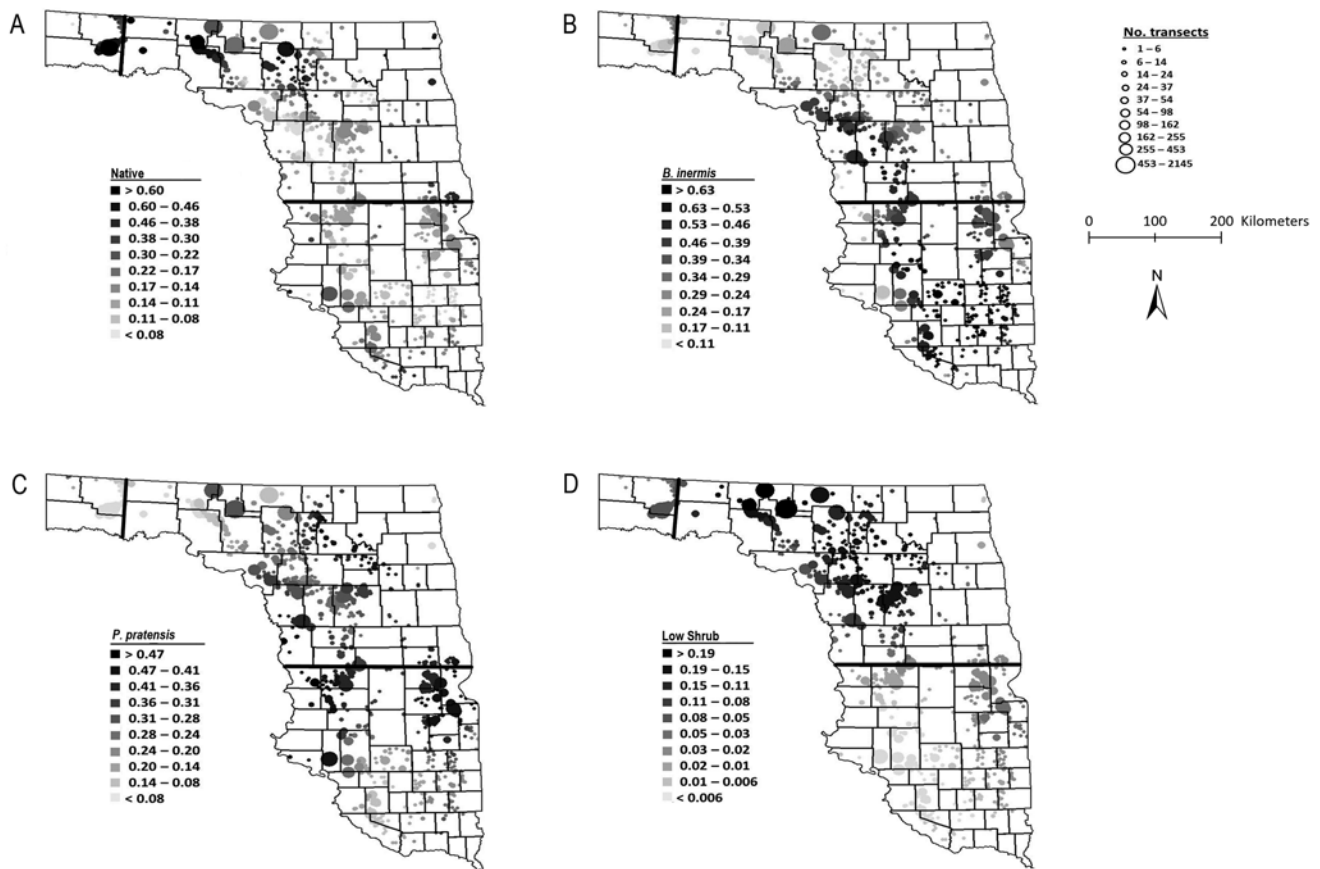 A
B
No. transects
1 – 6
6 – 14
14 – 24
24 – 37
37 – 54
54 – 98
98 – 162
162 – 255
255 – 453
453 – 2145
Native
> 0.60
0.60 – 0.46
0.46 – 0.38
0.38 – 0.30
0.30 – 0.22
0.22 – 0.17
0.17 – 0.14
0.14 – 0.11
0.11 – 0.08
< 0.08
B. inermis
> 0.63
0.63 – 0.53
0.53 – 0.46
0.46 – 0.39
0.39 – 0.34
0.34 – 0.29
0.29 – 0.24
0.24 – 0.17
0.17 – 0.11
< 0.11
0 100 200 Kilometers
N
C
D
P. pratensis
> 0.47
0.47 – 0.41
0.41 – 0.36
0.36 – 0.31
0.31 – 0.28
0.28 – 0.24
0.24 – 0.20
0.20 – 0.14
0.14 – 0.08
< 0.08
Low Shrub
> 0.19
0.19 – 0.15
0.15 – 0.11
0.11 – 0.08
0.08 – 0.05
0.05 – 0.03
0.03 – 0.02
0.02 – 0.01
0.01 – 0.006
< 0.006